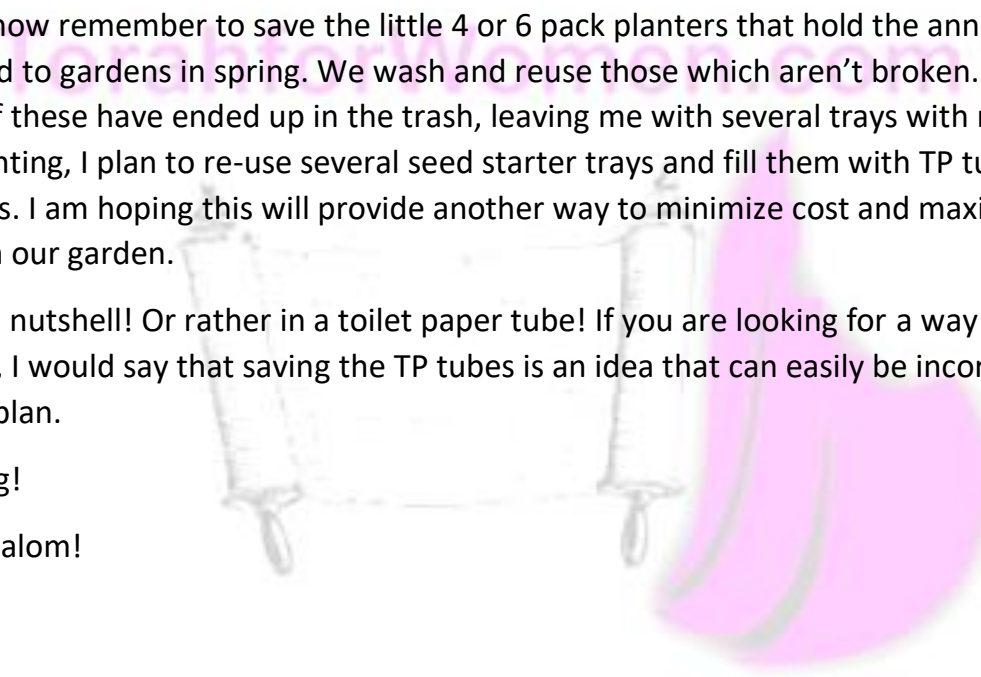 now remember to save the little 4 or 6 pack planters that hold the ann
TorahforWomen.com
d to gardens in spring. We wash and reuse those which aren’t broken.
f these have ended up in the trash, leaving me with several trays with
nting, I plan to re-use several seed starter trays and fill them with TP tu
s. I am hoping this will provide another way to minimize cost and maxi
our garden.
nutshell! Or rather in a toilet paper tube! If you are looking for a way
, I would say that saving the TP tubes is an idea that can easily be incor
plan.
g!
alom!